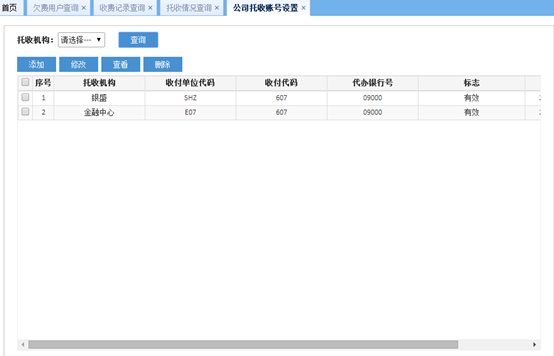 首页 欠费用户查询 × 收费记录查询 × 托收情况查询 × 公司托收账号设置 ×
托收机构： 请选择--- 查询
添加 修改 查看 删除
序号 托收机构 收付单位代码 收付代码 代办银行号 标志
1 银盛 SHZ 607 09000 有效
2 金融中心 E07 607 09000 有效